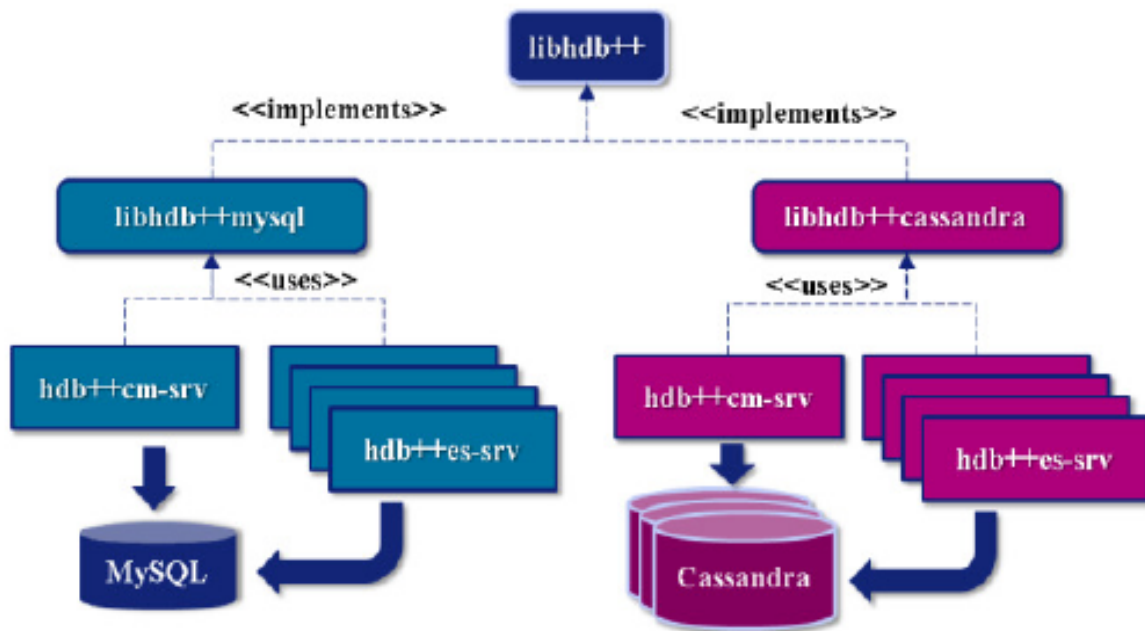 libhdb++
<<implements>>
<<implements>>
libhdb++mysql
libhdb++cassandra
<<uses>>
<<uses>>
hdb++cm-srv
hdb++es-srv
hdb++cm-srv
hdb++es-srv
MySQL
Cassandra